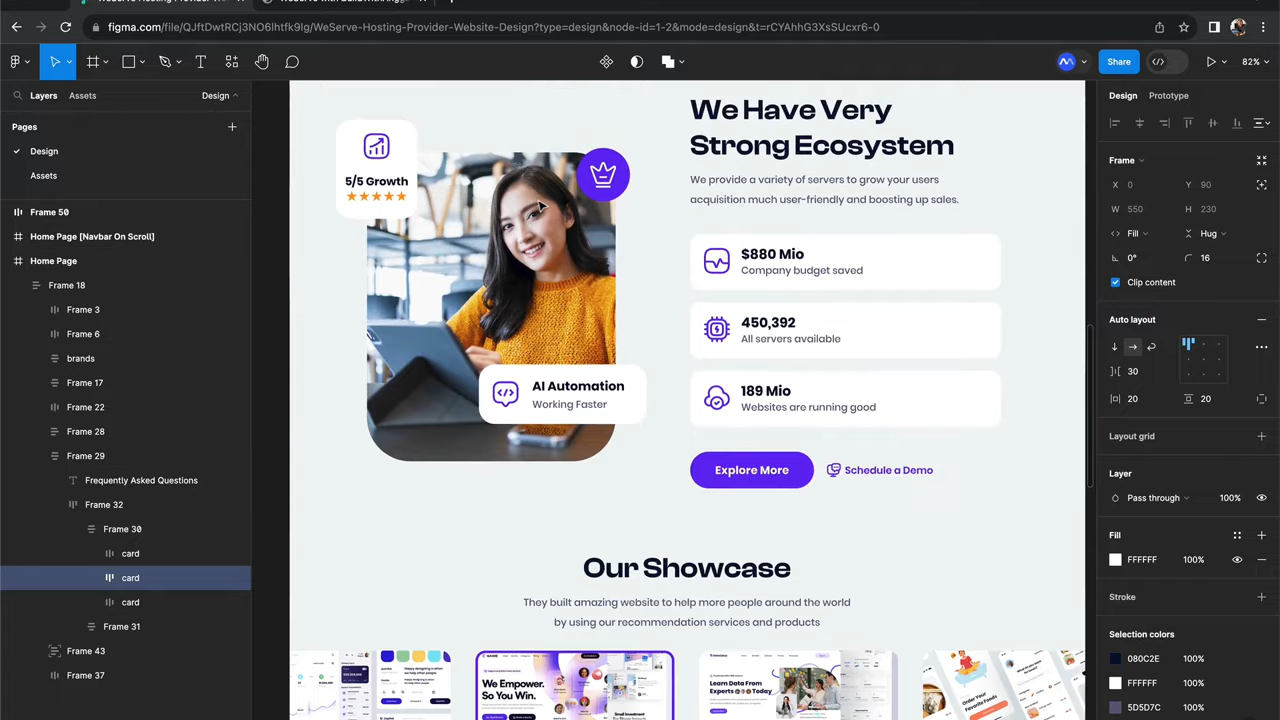 figma.com/file/QJftDwtRCj3NO6lhtfk9Ig/WeServe-Hosting-Provider-Website-Design?type=design&node-id=1-2&mode=design&t=rCYAhhG3XsSUcxr6-0
Share
82%
Layers
Assets
Design
Pages
Design
Assets
Frame 50
Home Page [Navbar On Scroll]
Home Page
Frame 18
Frame 3
Frame 6
brands
Frame 17
Frame 22
Frame 28
Frame 29
Frequently Asked Questions
Frame 32
Frame 30
card
card
card
Frame 31
Frame 43
Frame 37
5/5 Growth
AI Automation
Working Faster
We Have Very
Strong Ecosystem
We provide a variety of servers to grow your users
acquisition much user-friendly and boosting up sales.
$880 Mio
Company budget saved
450,392
All servers available
189 Mio
Websites are running good
Explore More
Schedule a Demo
Our Showcase
They built amazing website to help more people around the world
by using our recommendation services and products
We Empower.
So You Win.
Learn Data From
Experts
Today
Design
Prototype
Frame
X 0
Y 90
W 550
H 230
Fill
Hug
0°
16
Clip content
Auto layout
30
20
20
Layout grid
Layer
Pass through
100%
Fill
FFFFFF
100%
Stroke
Selection colors
100%
FFFFFF
100%
5D5D7C
100%